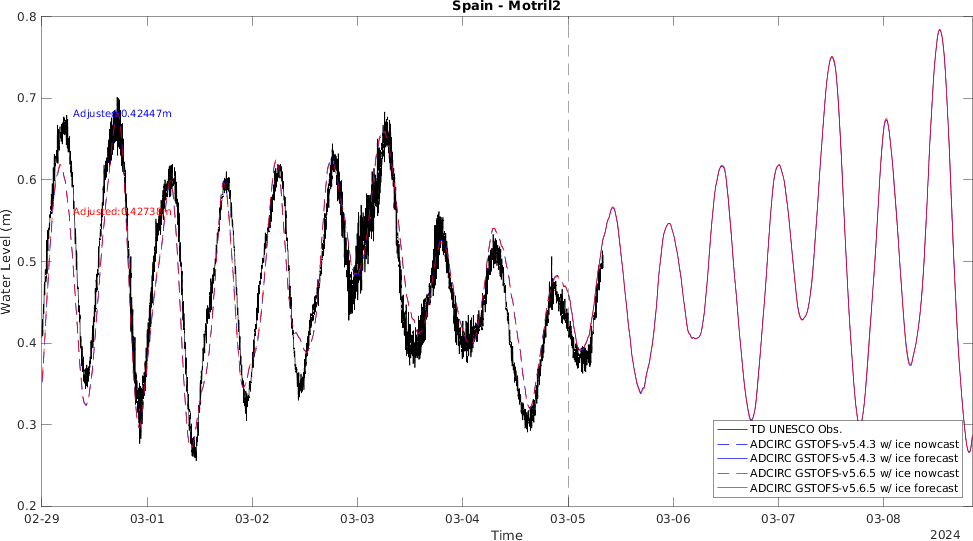 Spain - Motril2
Water Level (m)
0.8
0.7
0.6
0.5
0.4
0.3
0.2
Adjusted:0.42447m
Adjusted:0.42738m
TD UNESCO Obs.
ADCIRC GSTOFS-v5.4.3 w/ ice nowcast
ADCIRC GSTOFS-v5.4.3 w/ ice forecast
ADCIRC GSTOFS-v5.6.5 w/ ice nowcast
ADCIRC GSTOFS-v5.6.5 w/ ice forecast
02-29 03-01 03-02 03-03 03-04 03-05 03-06 03-07 03-08
Time
2024